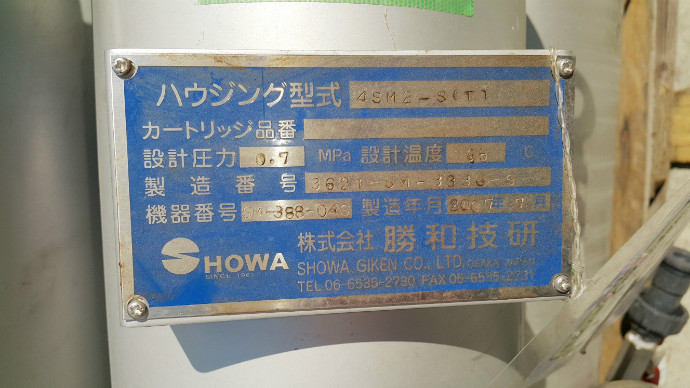 ハウジング型式 4SM2-S(T)
カートリッジ品番
設計圧力 0.7 MPa 設計温度 ℃
製造番号
機器番号 製造年月
株式会社 勝和技研
SHOWA SINCE
SHOWA GIKEN CO., LTD. OSAKA JAPAN
TEL 06-6535-2790 FAX 06-6535-2731